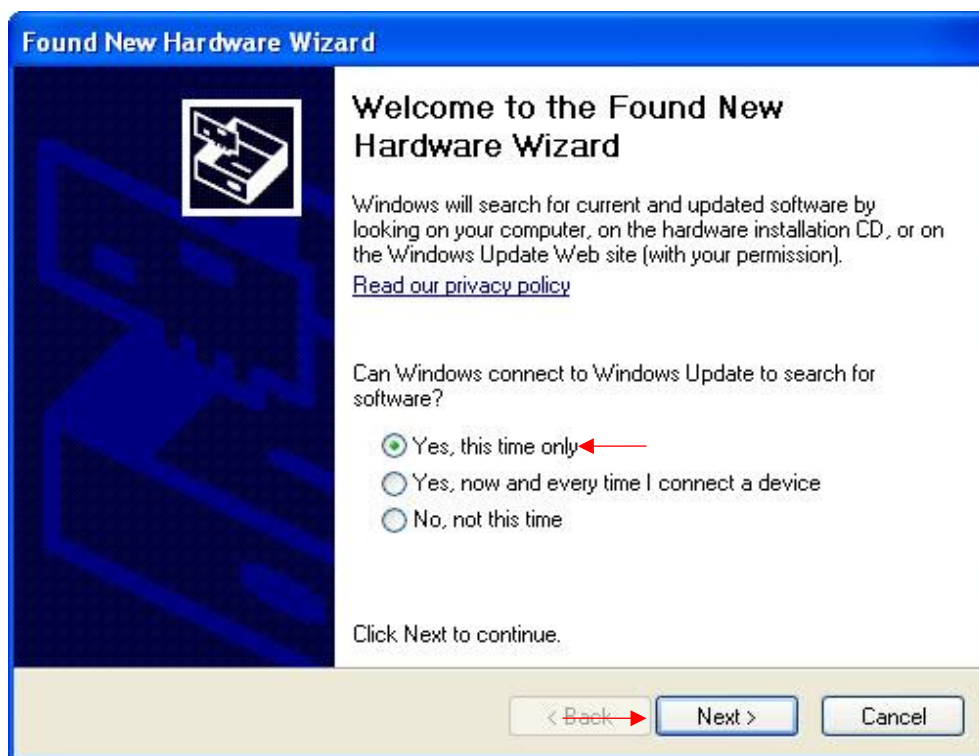 Found New Hardware Wizard
Welcome to the Found New
Hardware Wizard
Windows will search for current and updated software by
looking on your computer, on the hardware installation CD, or on
the Windows Update Web site (with your permission).
Read our privacy policy
Can Windows connect to Windows Update to search for
software?
Yes, this time only
Yes, now and every time I connect a device
No, not this time
Click Next to continue.
< Back Next > Cancel